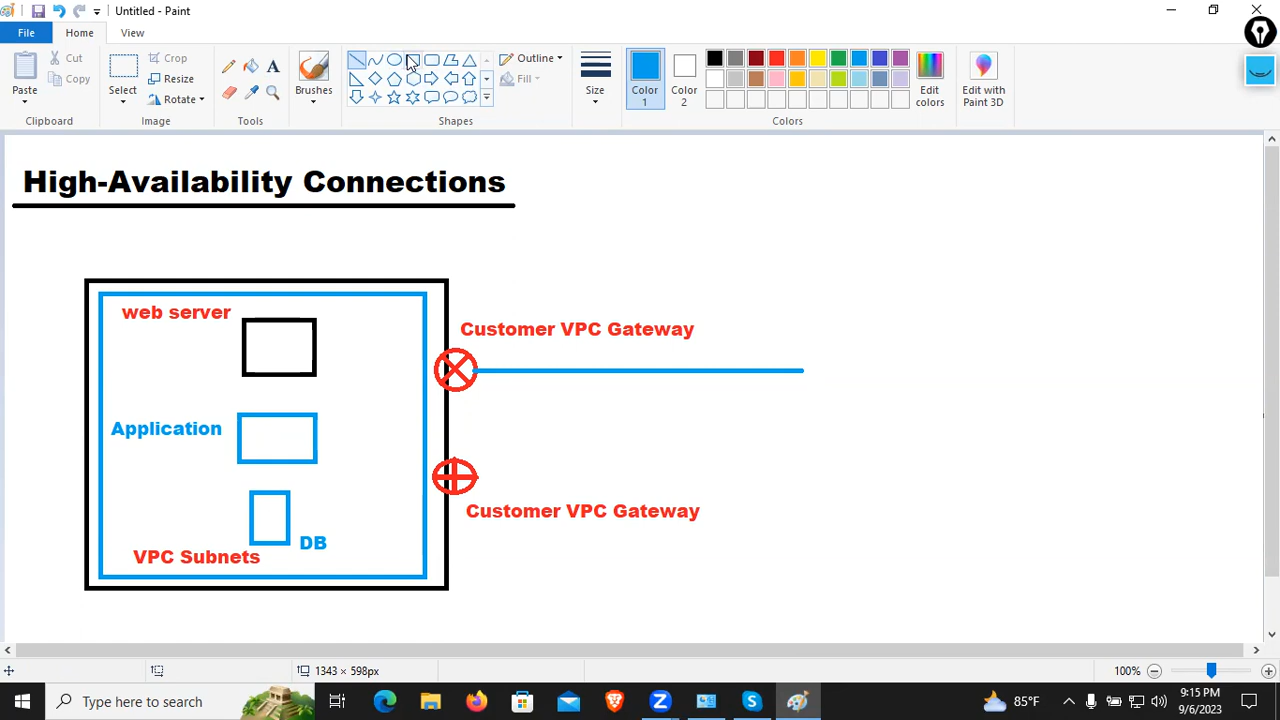 Untitled - Paint
File
Home
View
Paste
Cut
Copy
Clipboard
Select
Crop
Resize
Rotate
Image
A
Tools
Brushes
Shapes
Outline
Fill
Size
Color
1
Color
2
Edit
colors
Colors
Edit with
Paint 3D
High-Availability Connections
web server
Customer VPC Gateway
Application
Customer VPC Gateway
DB
VPC Subnets
1343 × 598px
100%
Type here to search
85°F
9:15 PM
9/6/2023